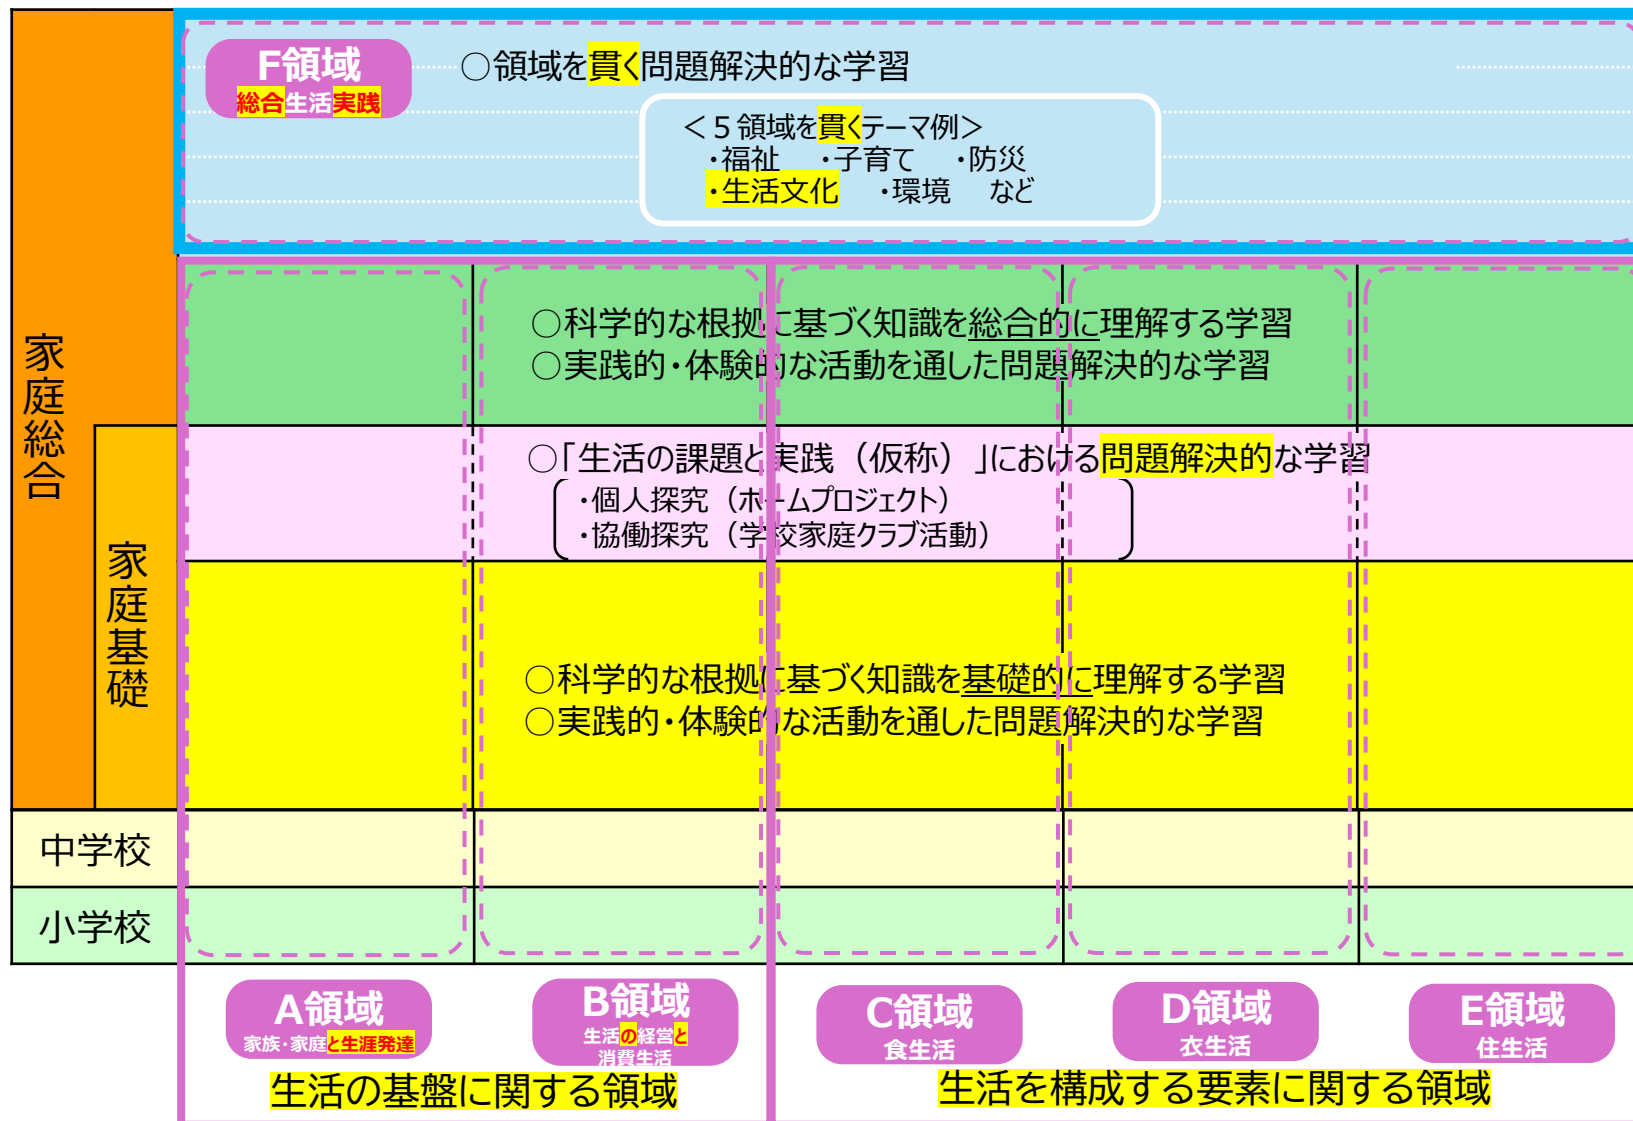 F領域
総合生活実践
○領域を貫く問題解決的な学習
＜５領域を貫くテーマ例＞
・福祉　・子育て　・防災
・生活文化　・環境　など
家庭総合
○科学的な根拠に基づく知識を総合的に理解する学習
○実践的・体験的な活動を通した問題解決的な学習
家庭基礎
○「生活の課題と実践（仮称）」における問題解決的な学習
・個人探究（ホームプロジェクト）
・協働探究（学校家庭クラブ活動）
○科学的な根拠に基づく知識を基礎的に理解する学習
○実践的・体験的な活動を通した問題解決的な学習
中学校
小学校
A領域
家族・家庭と生涯発達
B領域
生活の経営と
消費生活
C領域
食生活
D領域
衣生活
E領域
住生活
生活の基盤に関する領域
生活を構成する要素に関する領域